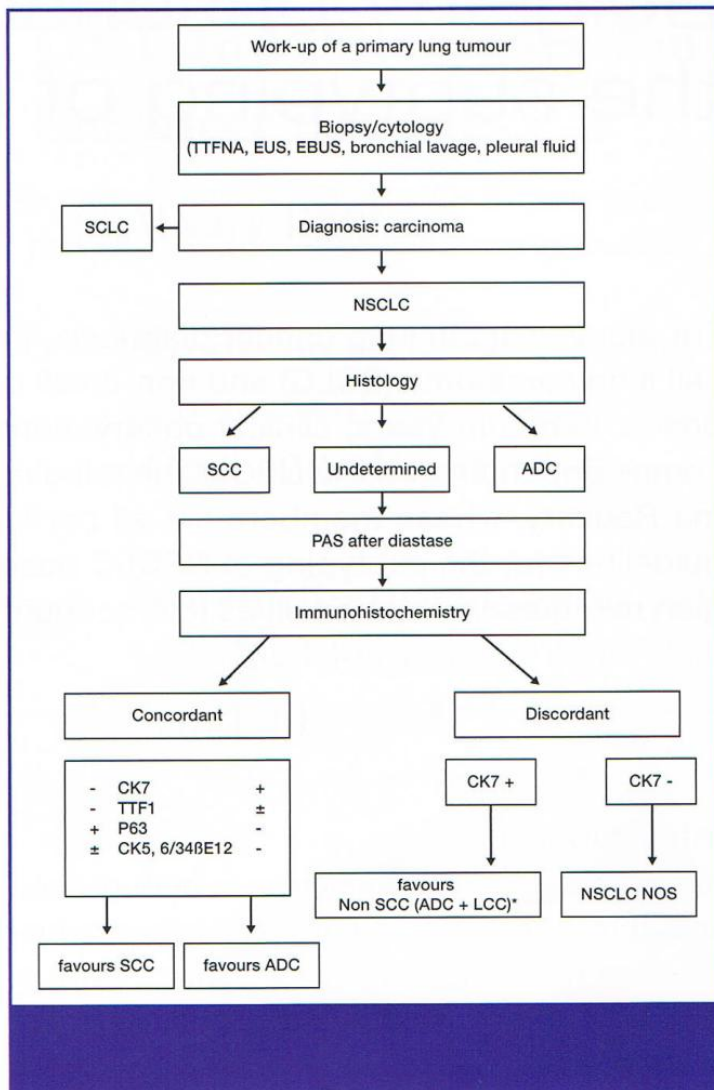 Work-up of a primary lung tumour
Biopsy/cytology
(TTFNA, EUS, EBUS, bronchial lavage, pleural fluid
SCLC
Diagnosis: carcinoma
NSCLC
Histology
SCC
Undetermined
ADC
PAS after diastase
Immunohistochemistry
Concordant
Discordant
- CK7 +
- TTF1 ±
+ P63 -
± CK5, 6/34ßE12 -
CK7 +
CK7 -
favours
Non SCC (ADC + LCC)*
NSCLC NOS
favours SCC
favours ADC